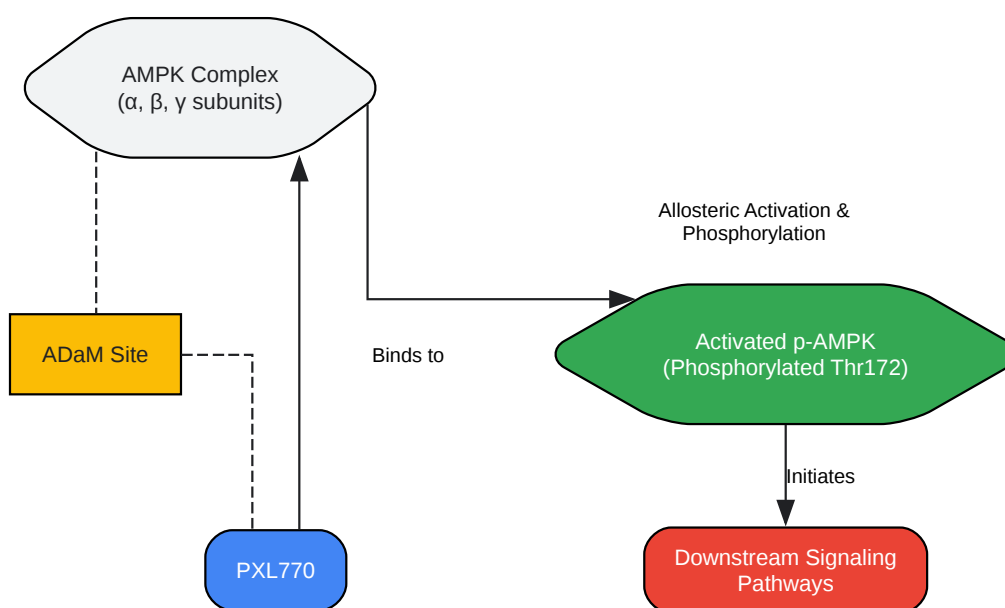 AMPK Complex
(α, β, γ subunits)
Allosteric Activation &
Phosphorylation
ADaM Site
Binds to
Activated p-AMPK
(Phosphorylated Thr172)
Initiates
PXL770
Downstream Signaling
Pathways